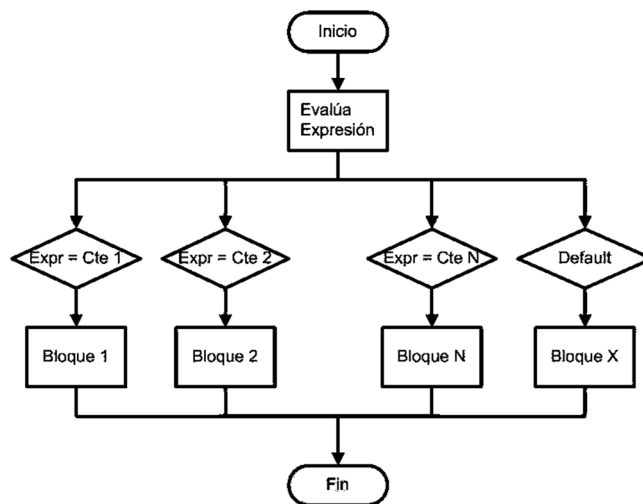 Inicio
Evalúa
Expresión
Expr = Cte 1
Expr = Cte 2
Expr = Cte N
Default
Bloque 1
Bloque 2
Bloque N
Bloque X
Fin